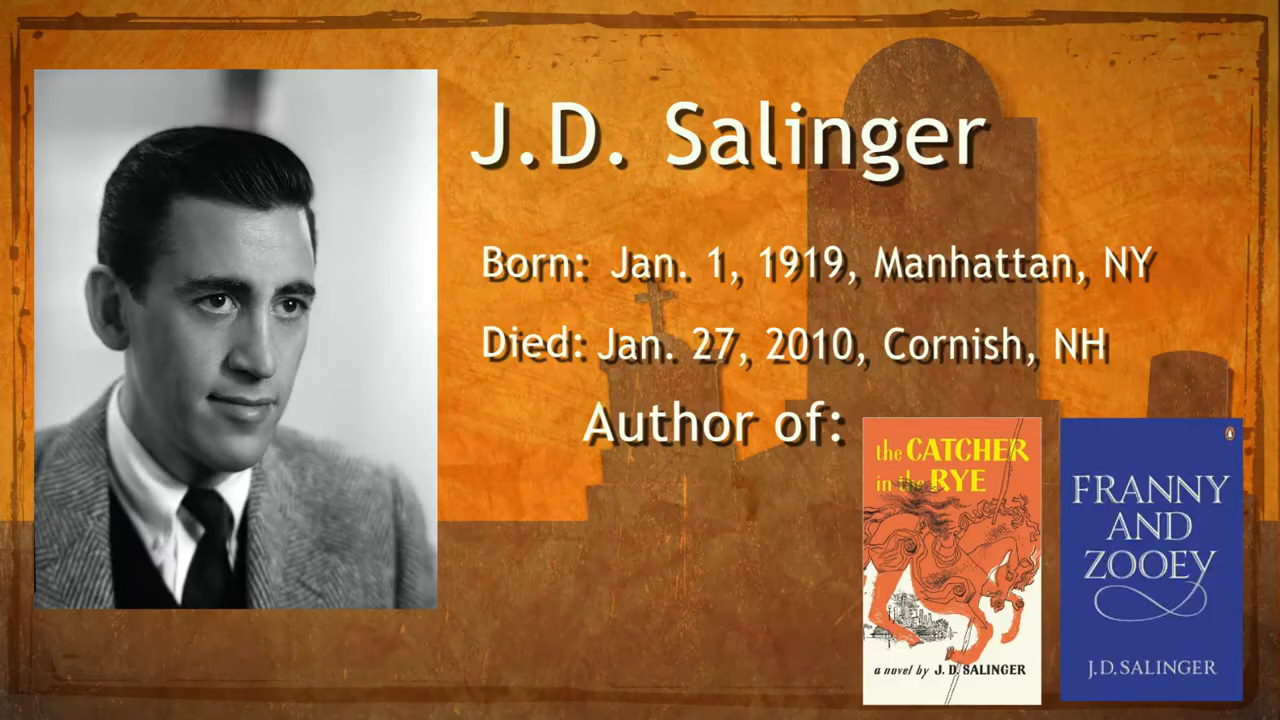 J.D. Salinger
Born: Jan. 1, 1919, Manhattan, NY
Died: Jan. 27, 2010, Cornish, NH
Author of:
the CATCHER
in the RYE
a novel by J. D. SALINGER
FRANNY
AND
ZOOEY
J.D. SALINGER